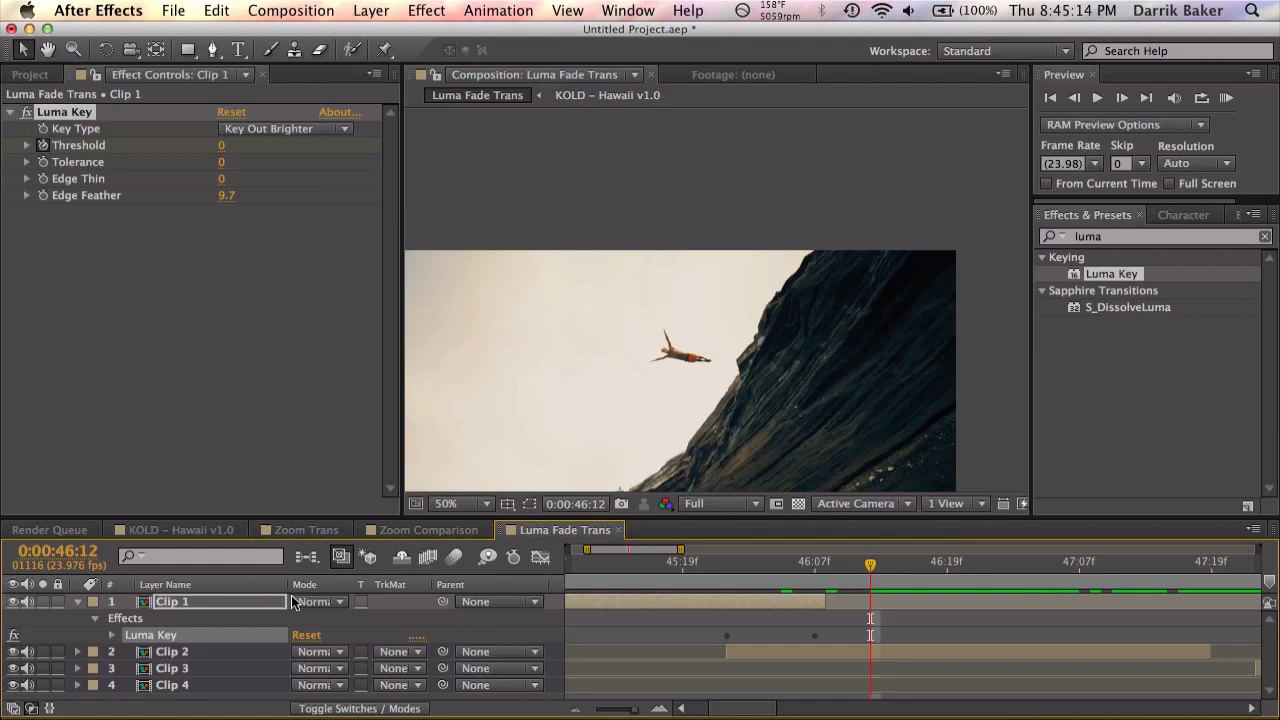 After Effects File Edit Composition Layer Effect Animation View Window Help 158°F 5059rpm (100%) Thu 8:45:14 PM Darrik Baker
Untitled Project.aep *
T Workspace: Standard Search Help
Project Effect Controls: Clip 1 Composition: Luma Fade Trans Footage: (none) Preview
Luma Fade Trans • Clip 1 Luma Fade Trans KOLD – Hawaii v1.0
fx Luma Key Reset About...
Key Type Key Out Brighter
Threshold 0
Tolerance 0
Edge Thin 0
Edge Feather 9.7
RAM Preview Options
Frame Rate Skip Resolution
(23.98) 0 Auto
From Current Time Full Screen
Effects & Presets Character E
luma
Keying
16 Luma Key
Sapphire Transitions
32 S_DissolveLuma
50% 0:00:46:12 Full Active Camera 1 View
Render Queue KOLD – Hawaii v1.0 Zoom Trans Zoom Comparison Luma Fade Trans
0:00:46:12
01116 (23.976 fps)
45:19f 46:07f 46:19f 47:07f 47:19f
# Layer Name Mode T TrkMat Parent
1 Clip 1 Norma None
Effects
fx Luma Key Reset .....
2 Clip 2 Norma None None
3 Clip 3 Norma None None
4 Clip 4 Norma None None
Toggle Switches / Modes